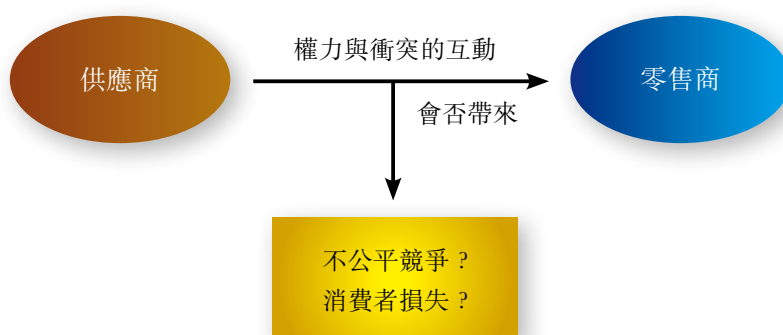 權力與衝突的互動
供應商
零售商
會否帶來
不公平競爭？
消費者損失？